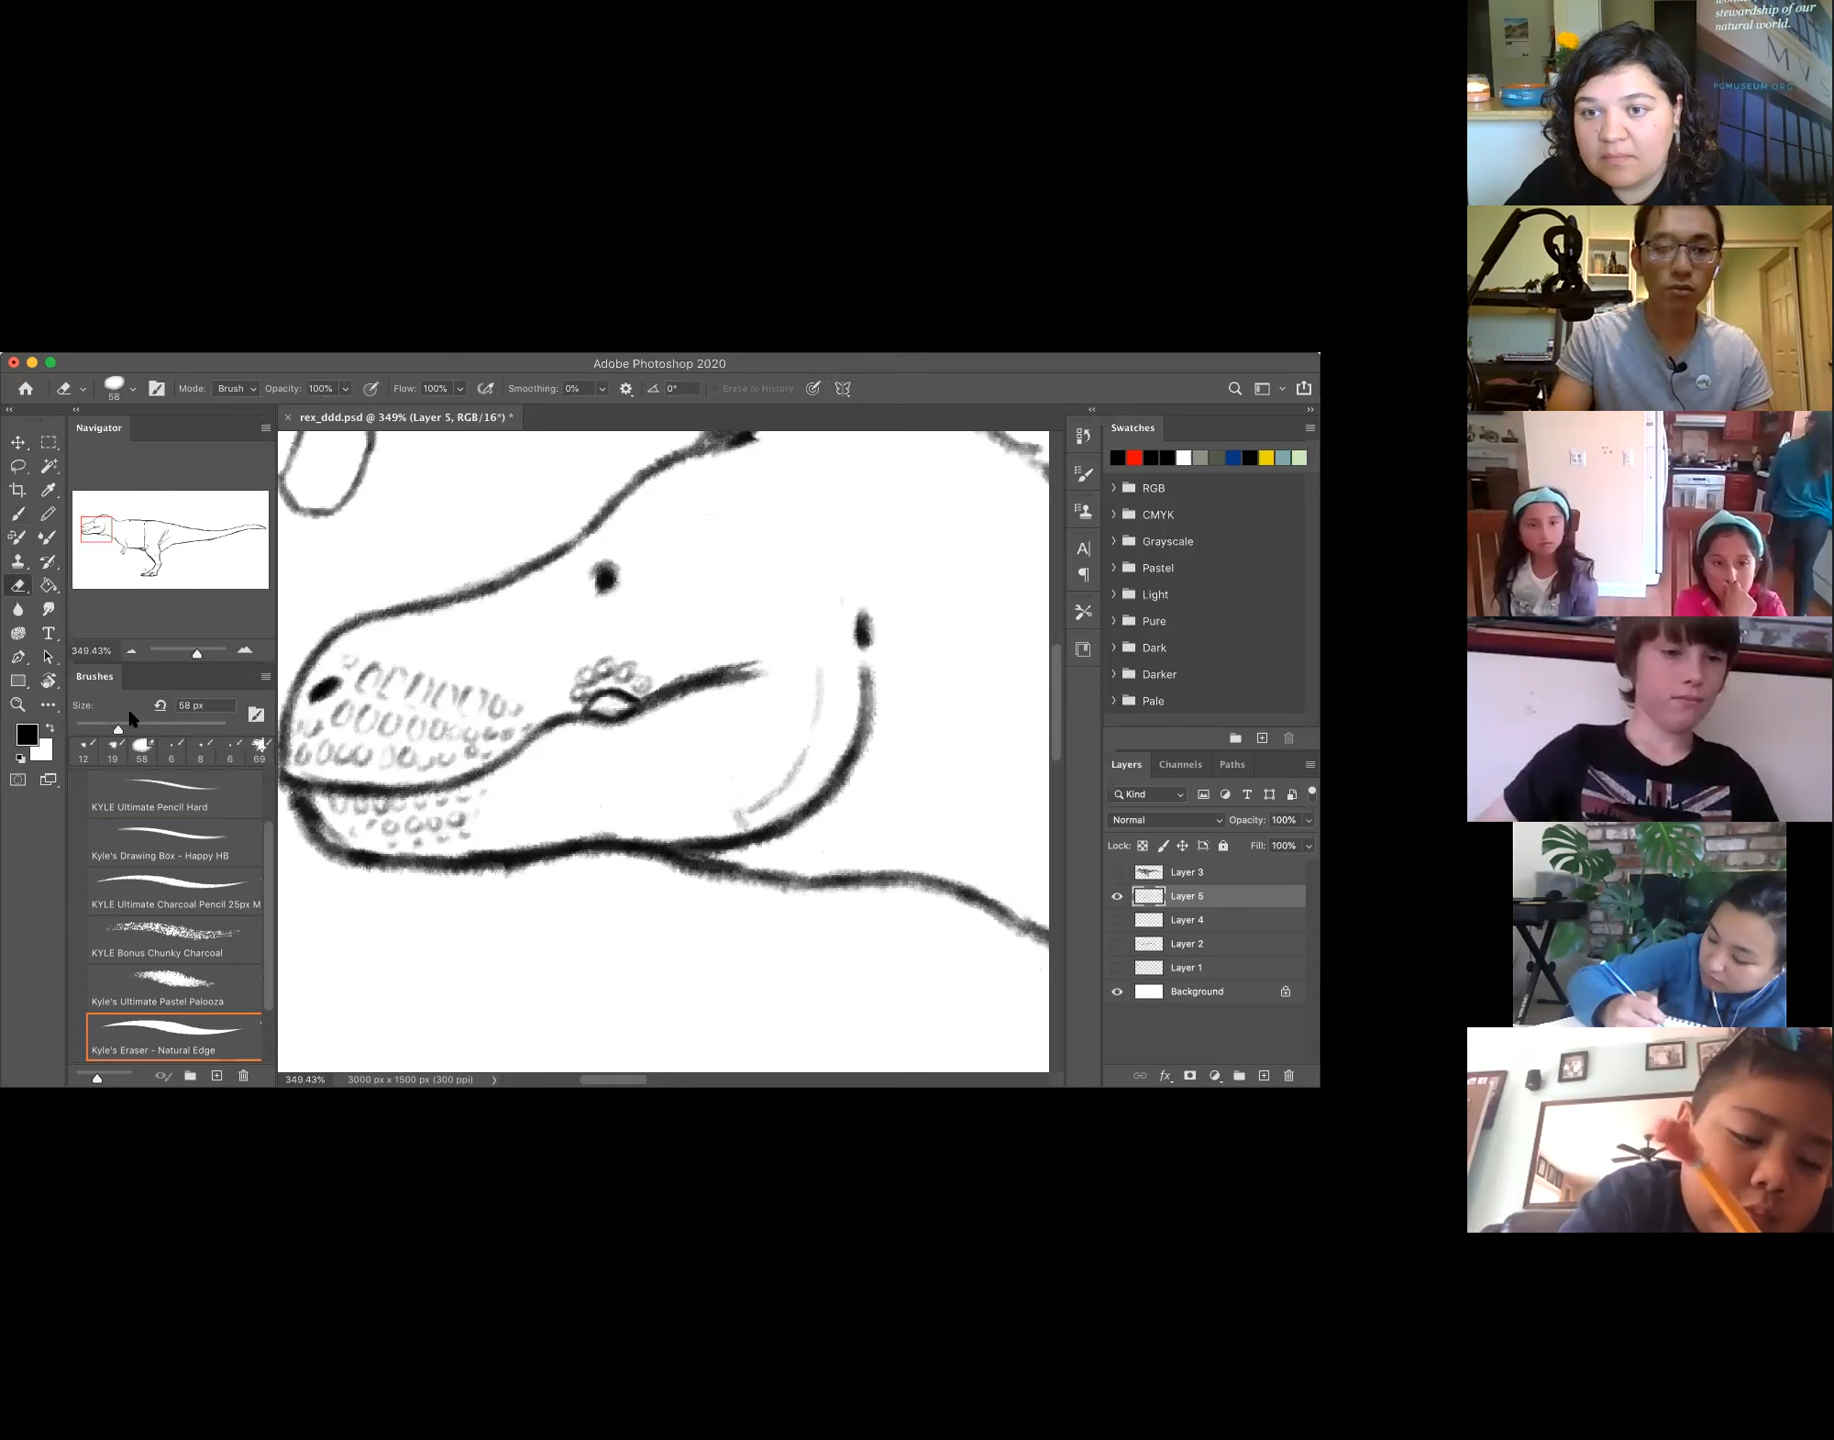 stewardship of our
natural world.
PGMUSEUM.ORG
Adobe Photoshop 2020
58
Mode: Brush Opacity: 100% Flow: 100% Smoothing: 0% 0° Erase to History
rex_ddd.psd @ 349% (Layer 5, RGB/16*) *
Navigator
349.43%
Brushes
Size: 58 px
12 19 58 6 8 6 69
KYLE Ultimate Pencil Hard
Kyle's Drawing Box - Happy HB
KYLE Ultimate Charcoal Pencil 25px M
KYLE Bonus Chunky Charcoal
Kyle's Ultimate Pastel Palooza
Kyle's Eraser - Natural Edge
349.43% 3000 px x 1500 px (300 ppi)
Swatches
RGB
CMYK
Grayscale
Pastel
Light
Pure
Dark
Darker
Pale
Layers Channels Paths
Kind
Normal Opacity: 100%
Lock: Fill: 100%
Layer 3
Layer 5
Layer 4
Layer 2
Layer 1
Background
fx